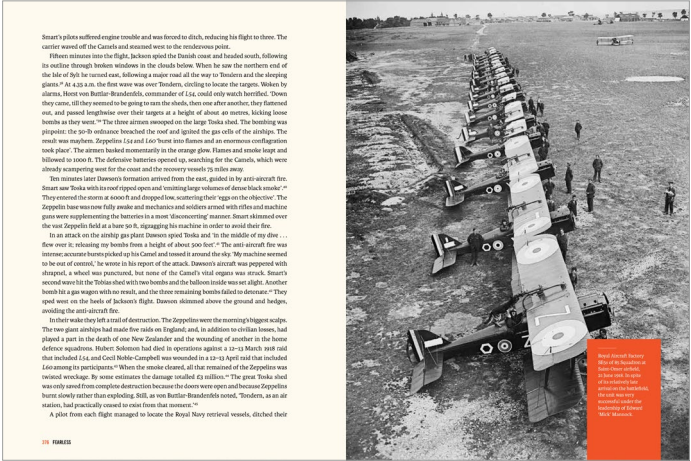 Smart's pilots suffered engine trouble and was forced to ditch, reducing his flight to three. The
carrier waved off the Camels and steamed west to the rendezvous point.
Fifteen minutes into the flight, Jackson spied the Danish coast and headed south, following
its outline through broken windows in the clouds below. When he saw the northern end of
the Isle of Sylt he turned east, following a major road all the way to Tondern and the sleeping
giants. At 4.35 a.m. the first wave was over Tondern, circling to locate the targets. Woken by
alarms, Horst von Buttlar-Brandenfels, commander of L54, could only watch horrified. 'Down
they came, till they seemed to be going to ram the sheds, then one after another, they flattened
out, and passed lengthwise over their targets at a height of about 40 metres, kicking loose
bombs as they went.' The three airmen swooped on the large Toska shed. The bombing was
pinpoint: the 50-lb ordnance breached the roof and ignited the gas cells of the airships. The
result was mayhem. Zeppelins L54 and L60 'burst into flames and an enormous conflagration
took place'. The airmen basked momentarily in the orange glow. Flames and smoke leapt and
billowed to 1000 ft. The defensive batteries opened up, searching for the Camels, which were
already scampering west for the coast and the recovery vessels 75 miles away.
Ten minutes later Dawson's formation arrived from the east, guided in by anti-aircraft fire.
Smart saw Toska with its roof ripped open and 'emitting large volumes of dense black smoke'.
They entered the storm at 6000 ft and dropped low, scattering their 'eggs on the objective'. The
Zeppelin base was now fully awake and mechanics and soldiers armed with rifles and machine
guns were supplementing the batteries in a most 'disconcerting' manner. Smart skimmed over
the vast Zeppelin field at a bare 50 ft, zigzagging his machine in order to avoid their fire.
In an attack on the airship gas plant Dawson spied Toska and 'in the middle of my dive . . .
flew over it; releasing my bombs from a height of about 500 feet'. The anti-aircraft fire was
intense; accurate bursts picked up his Camel and tossed it around the sky. 'My machine seemed
to be out of control,' he wrote in his report of the attack. Dawson's aircraft was peppered with
shrapnel, a wheel was punctured, but none of the Camel's vital organs was struck. Smart's
second bomb hit the Tobias shed with two bombs and the balloon inside was set alight. Another
bomb hit a gas wagon with no result, and the three remaining bombs failed to detonate. They
sped west on the heels of Jackson's flight. Dawson skimmed above the ground and hedges,
avoiding the anti-aircraft fire.
In their wake they left a trail of destruction. The Zeppelins were the morning's biggest scalps.
The two giant airships had made five raids on England; and, in addition to civilian losses, had
played a part in the death of one New Zealander and the wounding of another in the home
defence squadrons. Hubert Solomon had died in operations against a 12–13 March 1918 raid
that included L54, and Cecil Noble-Campbell was wounded in a 12–13 April raid that included
L60 among its participants. When the smoke cleared, all that remained of the Zeppelins was
twisted wreckage. By some estimates the damage totalled £3 million. The great Toska shed
was only saved from complete destruction because the doors were open and because Zeppelins
burnt slowly rather than exploding. Still, as von Buttlar-Brandenfels noted, 'Tondern, as an air
station, had practically ceased to exist from that moment.'
A pilot from each flight managed to locate the Royal Navy retrieval vessels, ditched their
FEARLESS
Royal Aircraft Factory
SE5s of 85 Squadron at
Saint-Omer airfield,
21 June 1918. In spite
of its relatively late
arrival on the battlefield,
the unit was very
successful under the
leadership of Edward
'Mick' Mannock.